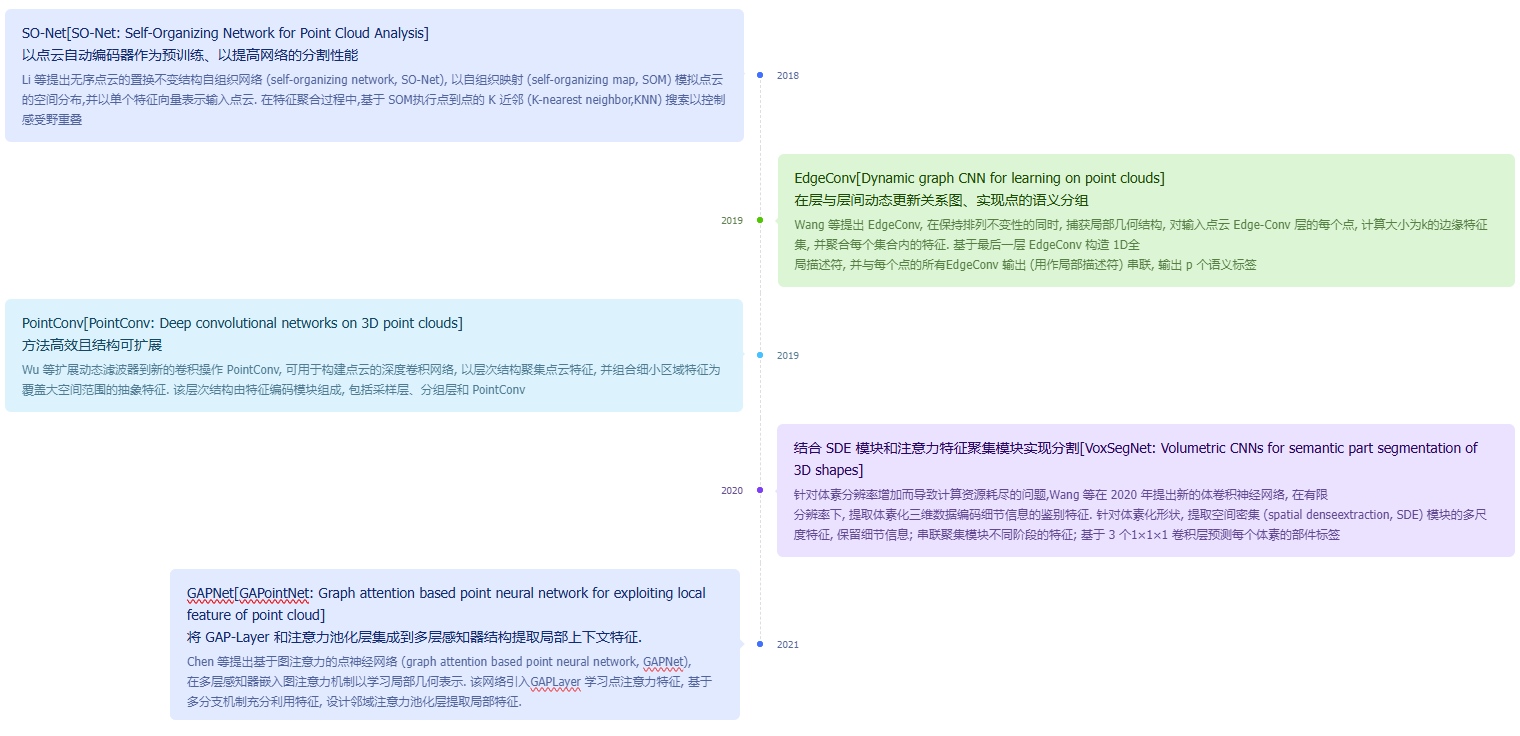 SO-Net[SO-Net: Self-Organizing Network for Point Cloud Analysis]
以点云自动编码器作为预训练、以提高网络的分割性能
Li 等提出无序点云的置换不变结构自组织网络 (self-organizing network, SO-Net), 以自组织映射 (self-organizing map, SOM) 模拟点云
的空间分布,并以单个特征向量表示输入点云. 在特征聚合过程中,基于 SOM执行点到点的 K 近邻 (K-nearest neighbor,KNN) 搜索以控制
感受野重叠
2018
EdgeConv[Dynamic graph CNN for learning on point clouds]
在层与层间动态更新关系图、实现点的语义分组
Wang 等提出 EdgeConv, 在保持排列不变性的同时, 捕获局部几何结构, 对输入点云 Edge-Conv 层的每个点, 计算大小为k的边缘特征
集, 并聚合每个集合内的特征. 基于最后一层 EdgeConv 构造 1D全
局描述符, 并与每个点的所有EdgeConv 输出 (用作局部描述符) 串联, 输出 p 个语义标签
2019
PointConv[PointConv: Deep convolutional networks on 3D point clouds]
方法高效且结构可扩展
Wu 等扩展动态滤波器到新的卷积操作 PointConv, 可用于构建点云的深度卷积网络, 以层次结构聚集点云特征, 并组合细小区域特征为
覆盖大空间范围的抽象特征. 该层次结构由特征编码模块组成, 包括采样层、分组层和 PointConv
2019
结合 SDE 模块和注意力特征聚集模块实现分割[VoxSegNet: Volumetric CNNs for semantic part segmentation of
3D shapes]
针对体素分辨率增加而导致计算资源耗尽的问题,Wang 等在 2020 年提出新的体卷积神经网络, 在有限
分辨率下, 提取体素化三维数据编码细节信息的鉴别特征. 针对体素化形状, 提取空间密集 (spatial denseextraction, SDE) 模块的多尺
度特征, 保留细节信息; 串联聚集模块不同阶段的特征; 基于 3 个1×1×1 卷积层预测每个体素的部件标签
2020
GAPNet[GAPointNet: Graph attention based point neural network for exploiting local
feature of point cloud]
将 GAP-Layer 和注意力池化层集成到多层感知器结构提取局部上下文特征.
Chen 等提出基于图注意力的点神经网络 (graph attention based point neural network, GAPNet),
在多层感知器嵌入图注意力机制以学习局部几何表示. 该网络引入GAPLayer 学习点注意力特征, 基于
多分支机制充分利用特征, 设计邻域注意力池化层提取局部特征.
2021